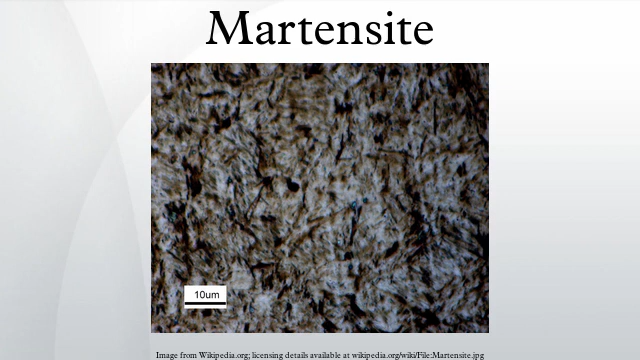 Martensite
10um
Image from Wikipedia.org; licensing details available at wikipedia.org/wiki/File:Martensite.jpg